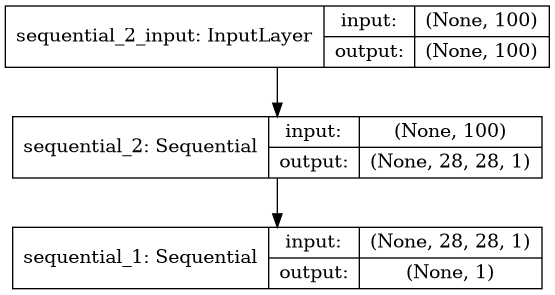 sequential_2_input: InputLayer
input: (None, 100)
output: (None, 100)
sequential_2: Sequential
input: (None, 100)
output: (None, 28, 28, 1)
sequential_1: Sequential
input: (None, 28, 28, 1)
output: (None, 1)